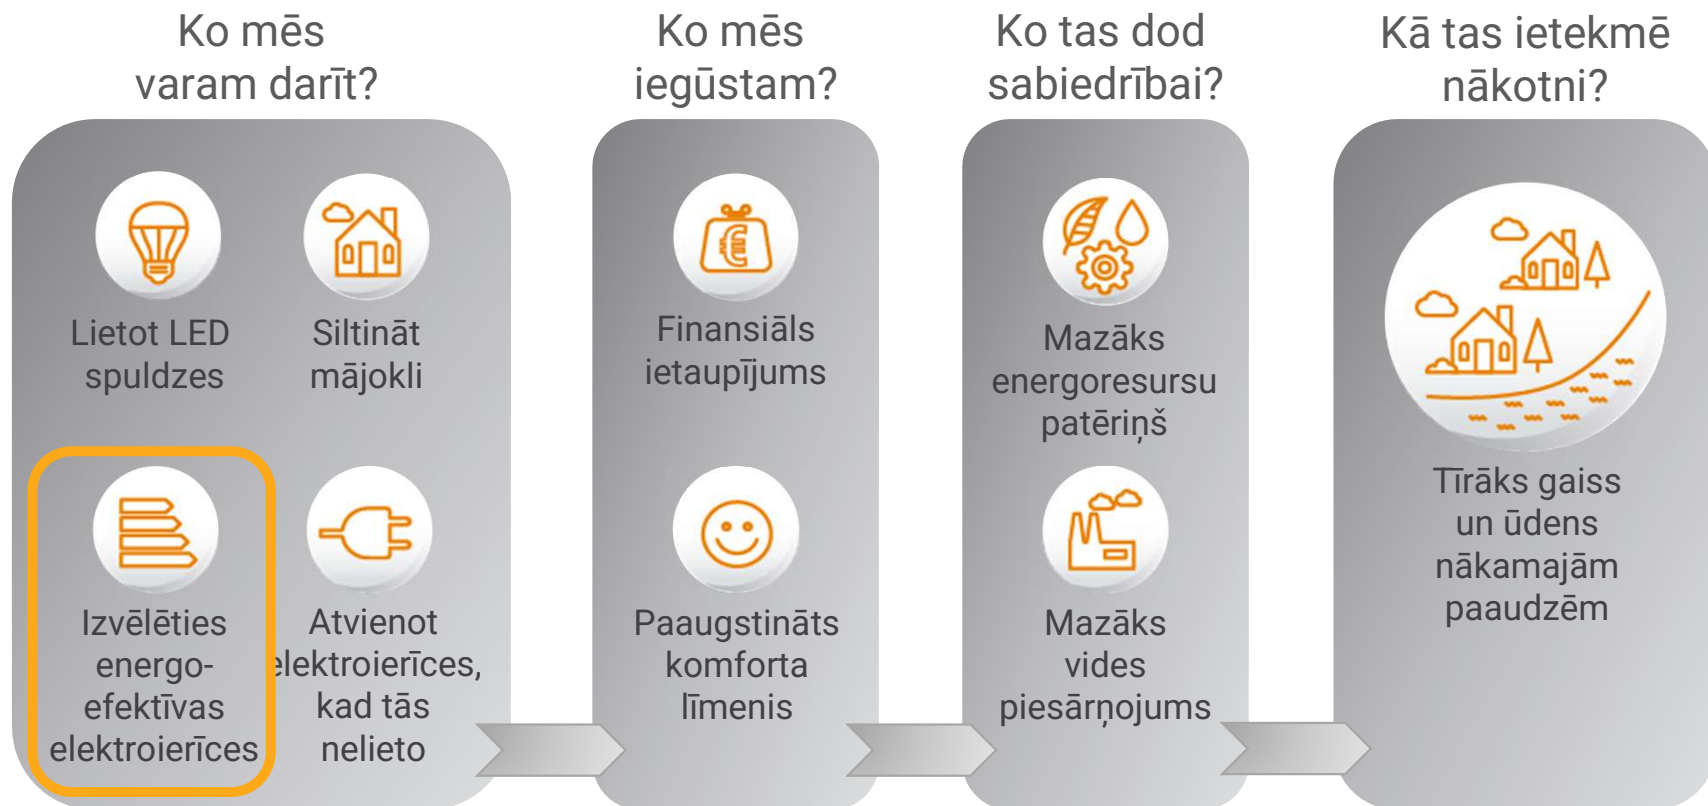 Ko mēs
varam darīt?
Lietot LED
spuldzes
Siltināt
mājokli
Izvēlēties
energo-
efektīvas
elektroierīces
Atvienot
elektroierīces,
kad tās
nelieto
Ko mēs
iegūstam?
Finansiāls
ietaupījums
Paaugstināts
komforta
līmenis
Ko tas dod
sabiedrībai?
Mazāks
energoresursu
patēriņš
Mazāks
vides
piesārņojums
Kā tas ietekmē
nākotni?
Tīrāks gaiss
un ūdens
nākamajām
paaudzēm